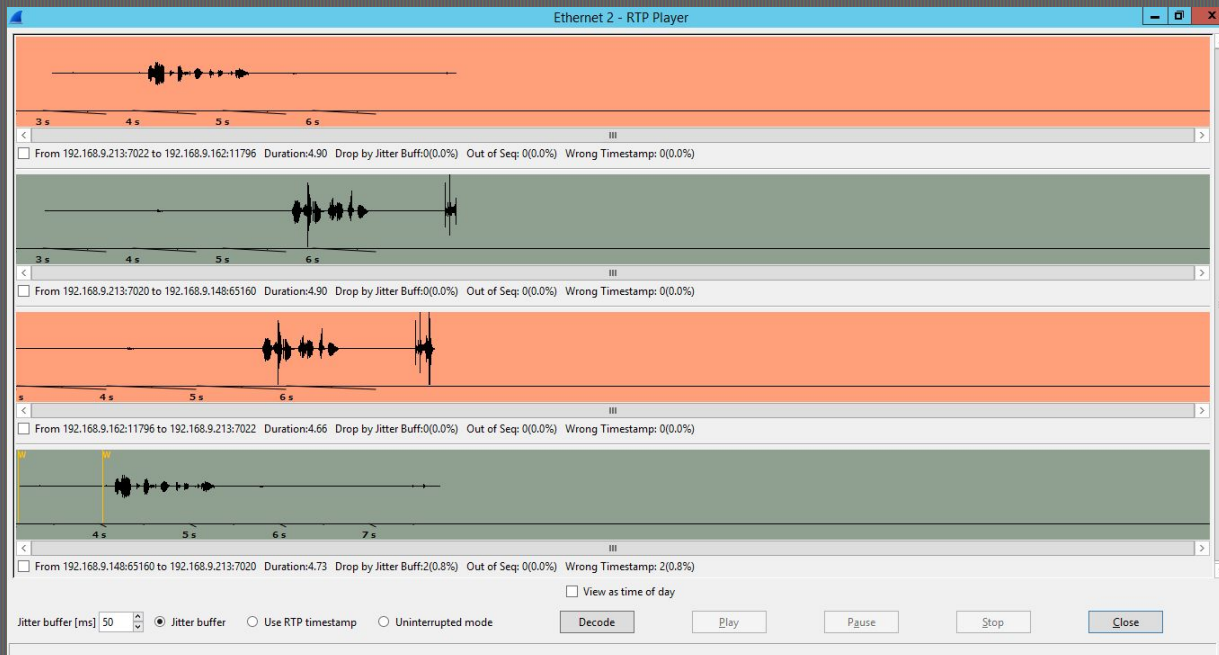 Ethernet 2 - RTP Player
3 s 4 s 5 s 6 s
From 192.168.9.213:7022 to 192.168.9.162:11796 Duration:4.90 Drop by Jitter Buff:0(0.0%) Out of Seq: 0(0.0%) Wrong Timestamp: 0(0.0%)
3 s 4 s 5 s 6 s
From 192.168.9.213:7020 to 192.168.9.148:65160 Duration:4.90 Drop by Jitter Buff:0(0.0%) Out of Seq: 0(0.0%) Wrong Timestamp: 0(0.0%)
s 4 s 5 s 6 s
From 192.168.9.162:11796 to 192.168.9.213:7022 Duration:4.66 Drop by Jitter Buff:0(0.0%) Out of Seq: 0(0.0%) Wrong Timestamp: 0(0.0%)
W W
4 s 5 s 6 s 7 s
From 192.168.9.148:65160 to 192.168.9.213:7020 Duration:4.73 Drop by Jitter Buff:2(0.8%) Out of Seq: 0(0.0%) Wrong Timestamp: 2(0.8%)
View as time of day
Jitter buffer [ms] 50 Jitter buffer Use RTP timestamp Uninterrupted mode Decode Play Pause Stop Close